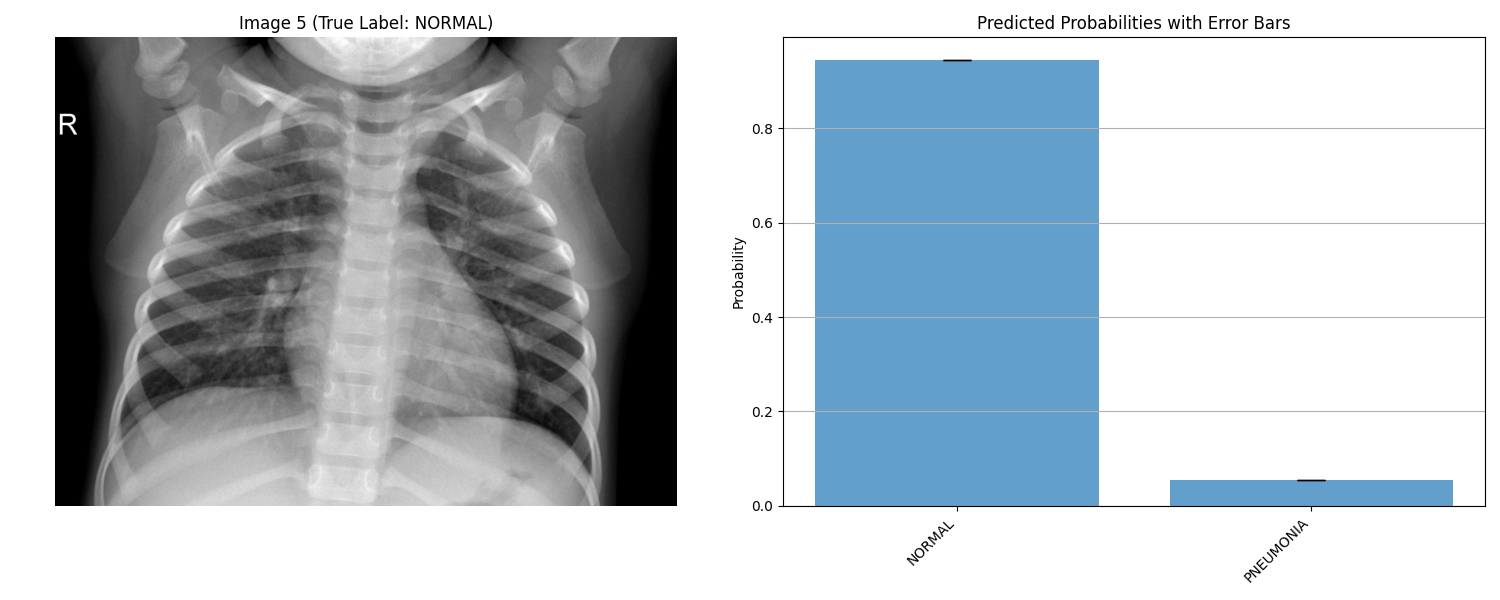 Image 5 (True Label: NORMAL)
R
Predicted Probabilities with Error Bars
Probability
0.8
0.6
0.4
0.2
0.0
NORMAL
PNEUMONIA